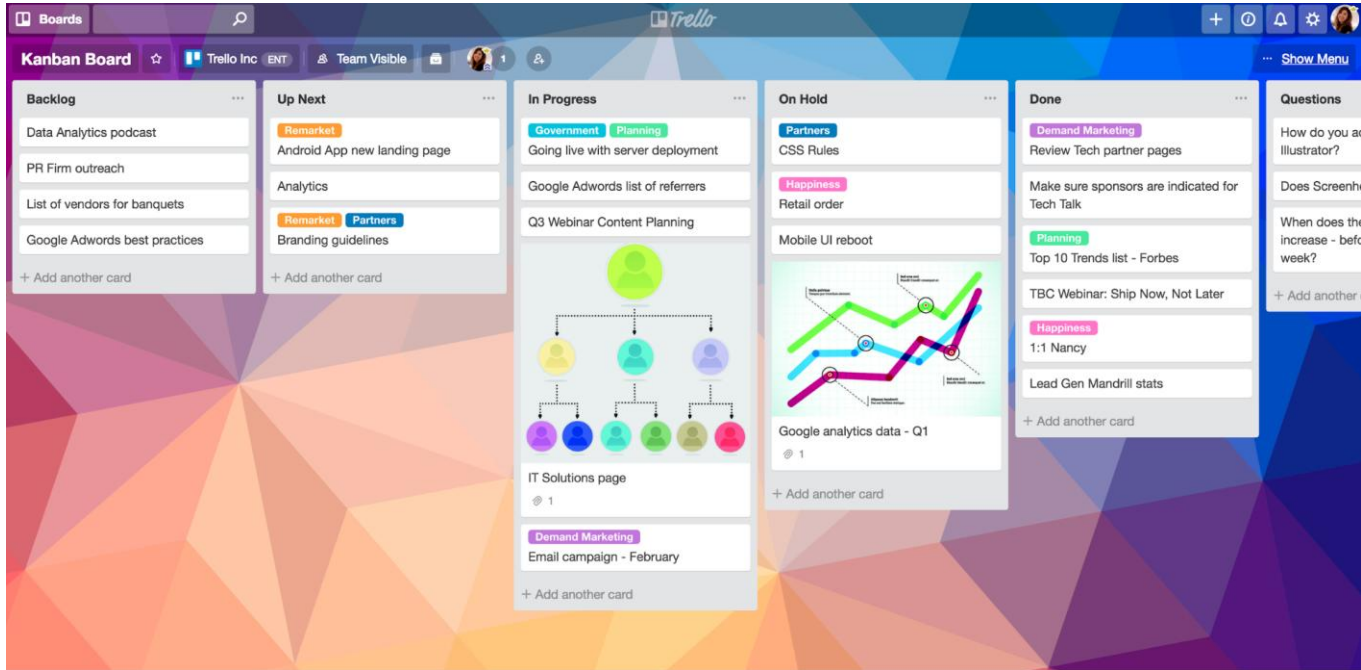 Boards
Trello
Kanban Board
Trello Inc ENT
Team Visible
1
Show Menu
Backlog
Data Analytics podcast
PR Firm outreach
List of vendors for banquets
Google Adwords best practices
+ Add another card
Up Next
Remarket
Android App new landing page
Analytics
Remarket Partners
Branding guidelines
+ Add another card
In Progress
Government Planning
Going live with server deployment
Google Adwords list of referrers
Q3 Webinar Content Planning
IT Solutions page
1
Demand Marketing
Email campaign - February
+ Add another card
On Hold
Partners
CSS Rules
Happiness
Retail order
Mobile UI reboot
Google analytics data - Q1
1
+ Add another card
Done
Demand Marketing
Review Tech partner pages
Make sure sponsors are indicated for
Tech Talk
Planning
Top 10 Trends list - Forbes
TBC Webinar: Ship Now, Not Later
Happiness
1:1 Nancy
Lead Gen Mandrill stats
+ Add another card
Questions
How do you
Illustrator?
Does
When does
increase -
week?
+ Add another